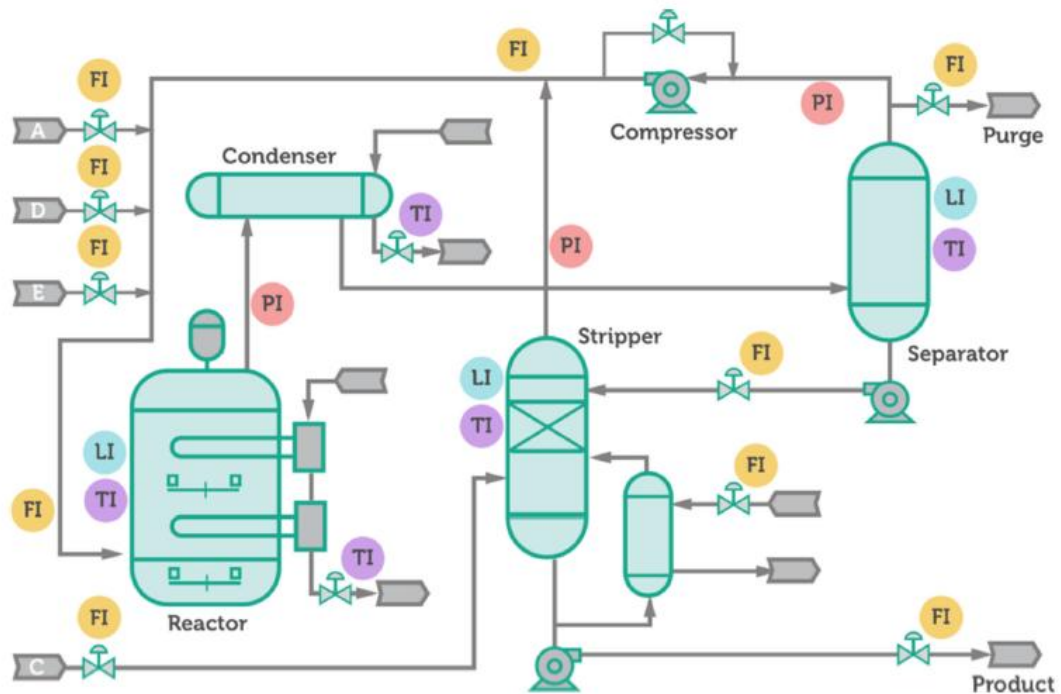 FI
FI
FI
A
Compressor
PI
Purge
FI
Condenser
D
TI
LI
FI
TI
PI
E
PI
Stripper
FI
Separator
LI
LI
TI
TI
FI
FI
TI
FI
Reactor
FI
C
Product